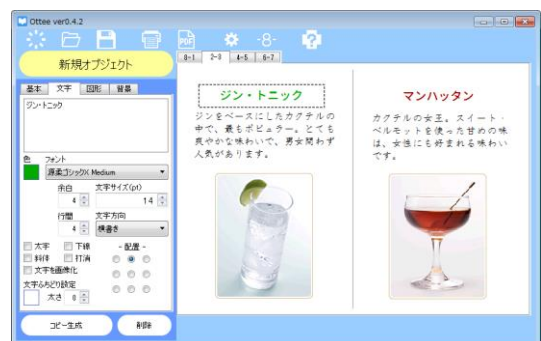 Ottee ver0.4.2
PDF
-8-
?
新規オブジェクト
8-1 2-3 4-5 6-7
基本 文字 図形 背景
ジン・トニック
色 フォント
源柔ゴシックX Medium
余白 文字サイズ(pt)
4 14
行間 文字方向
4 横書き
太字 下線 - 配置 -
斜体 打消
文字を画像化
文字ふちどり設定
太さ 0
コピー生成 削除
ジン・トニック
ジンをベースにしたカクテルの
中で、最もポピュラー。とても
爽やかな味わいで、男女問わず
人気があります。
マンハッタン
カクテルの女王。スイート・
ベルモットを使った甘めの味
は、女性にも好まれる味わい
です。